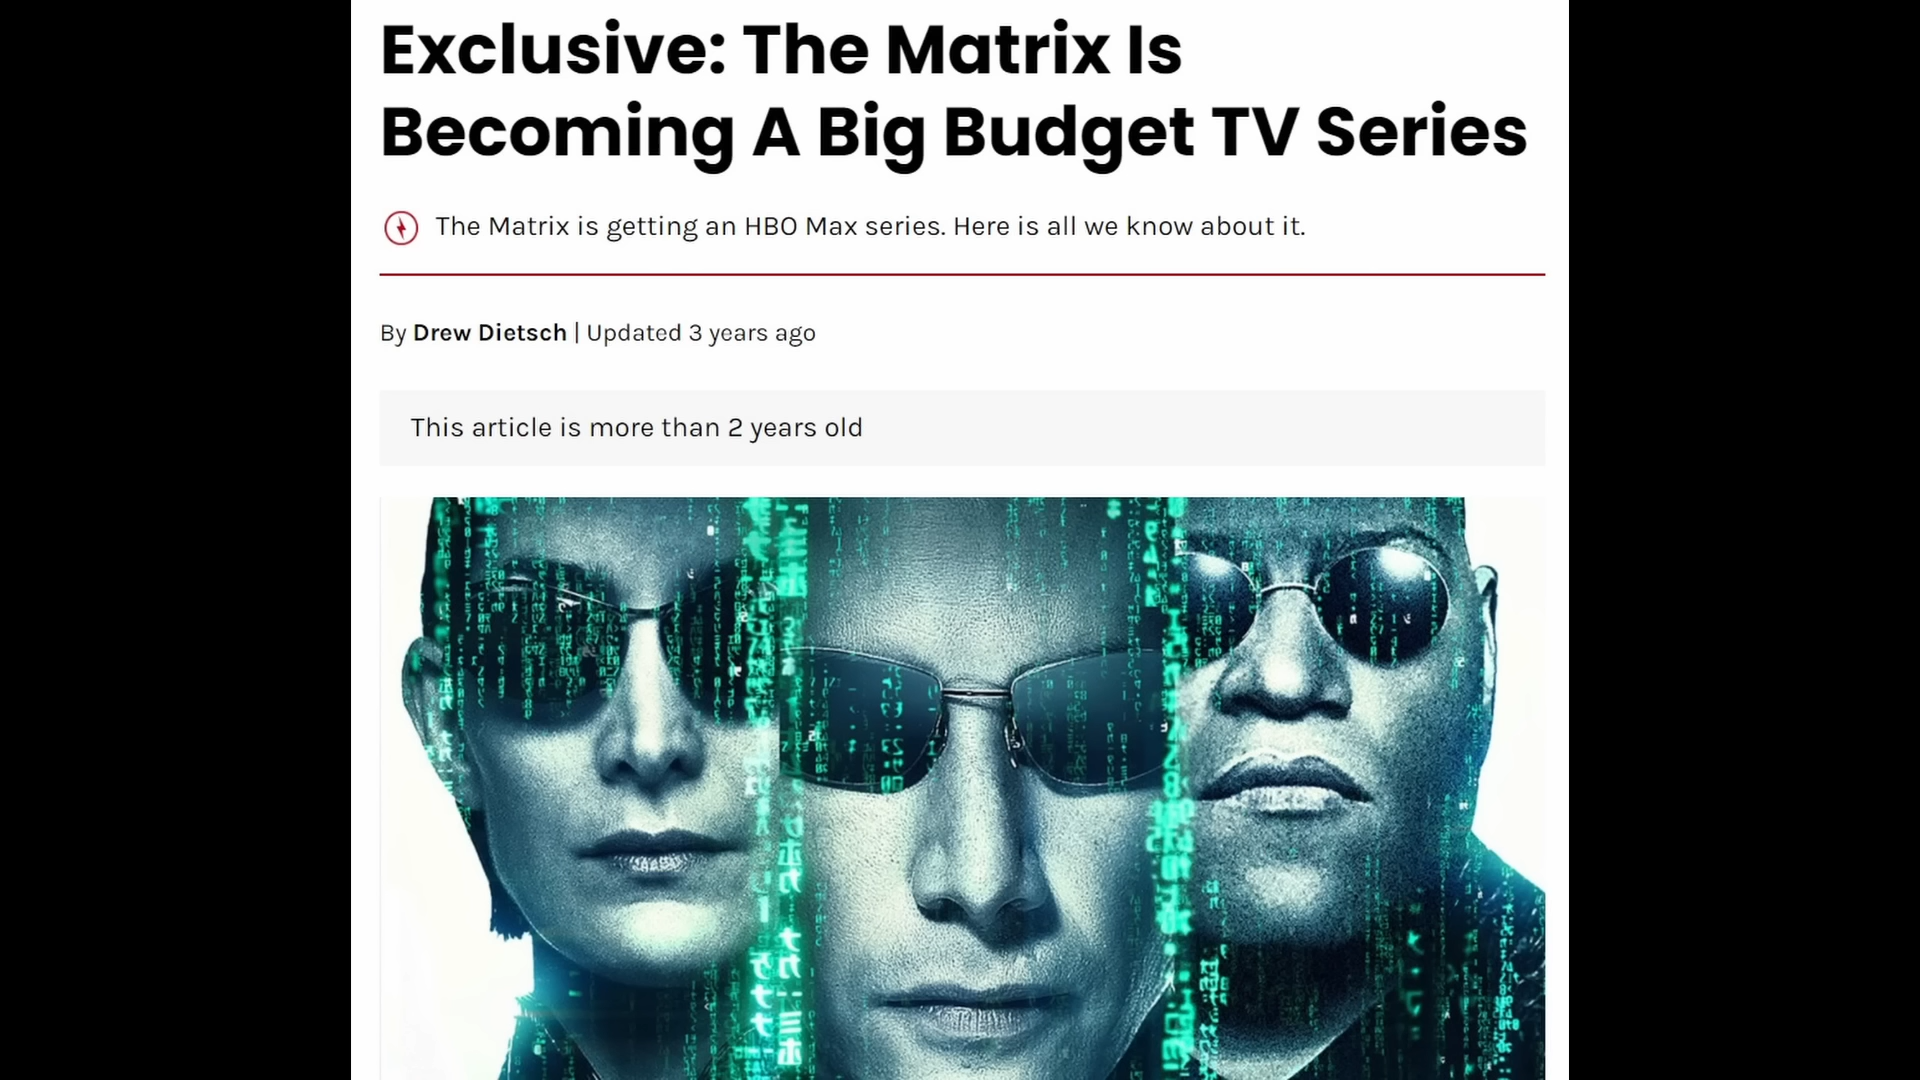 Exclusive: The Matrix Is
Becoming A Big Budget TV Series
The Matrix is getting an HBO Max series. Here is all we know about it.
By Drew Dietsch | Updated 3 years ago
This article is more than 2 years old